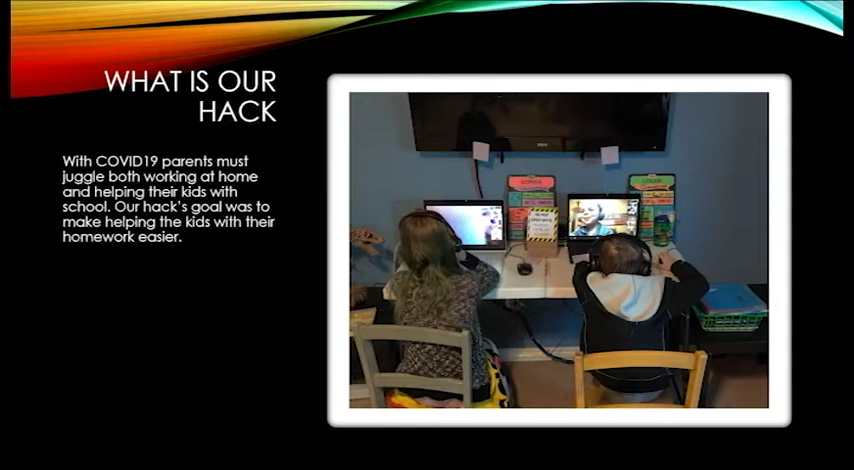 WHAT IS OUR
HACK
With COVID19 parents must
juggle both working at home
and helping their kids with
school. Our hack's goal was to
make helping the kids with their
homework easier.
LOGAN